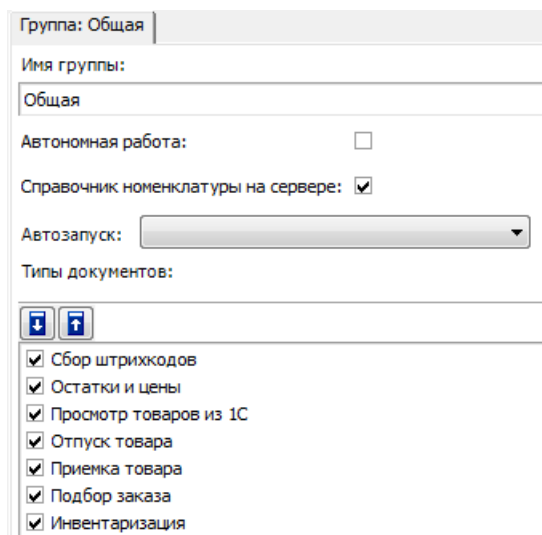 Группа: Общая
Имя группы:
Общая
Автономная работа:
Справочник номенклатуры на сервере:
Автозапуск:
Типы документов:
Сбор штрихкодов
Остатки и цены
Просмотр товаров из 1С
Отпуск товара
Приемка товара
Подбор заказа
Инвентаризация